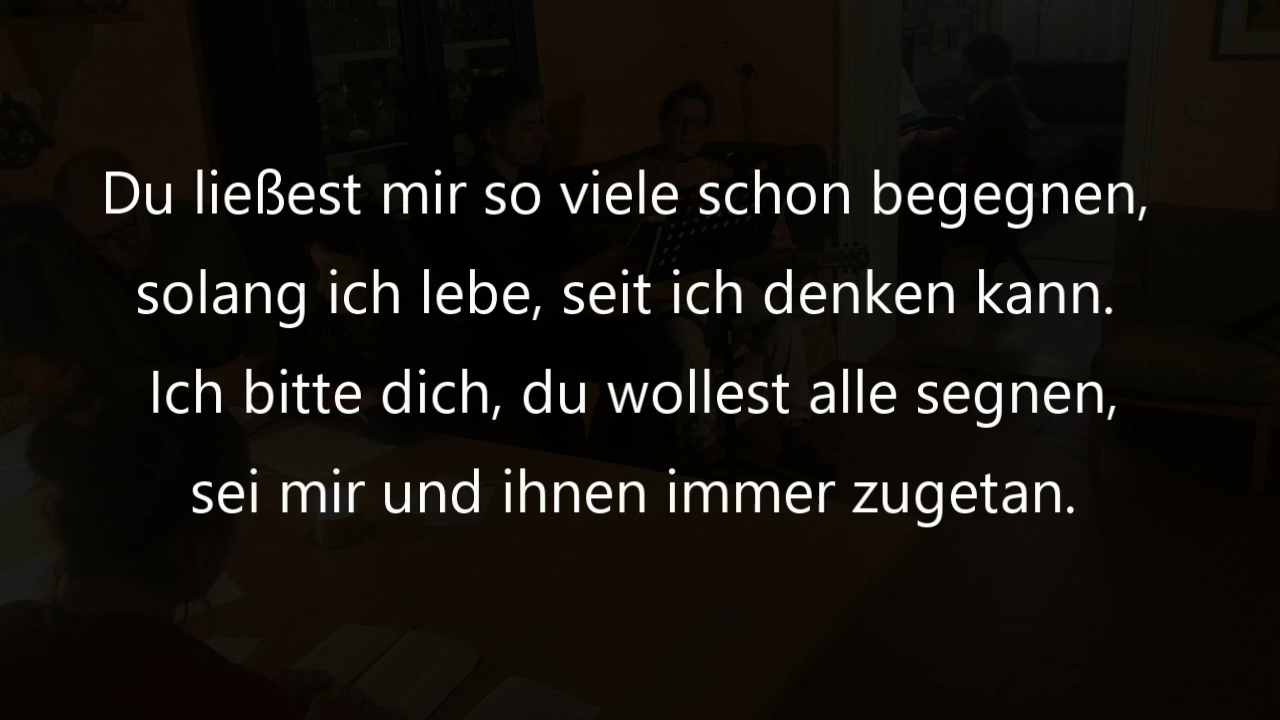 Du ließest mir so viele schon begegnen,
solang ich lebe, seit ich denken kann.
Ich bitte dich, du wollest alle segnen,
sei mir und ihnen immer zugetan.